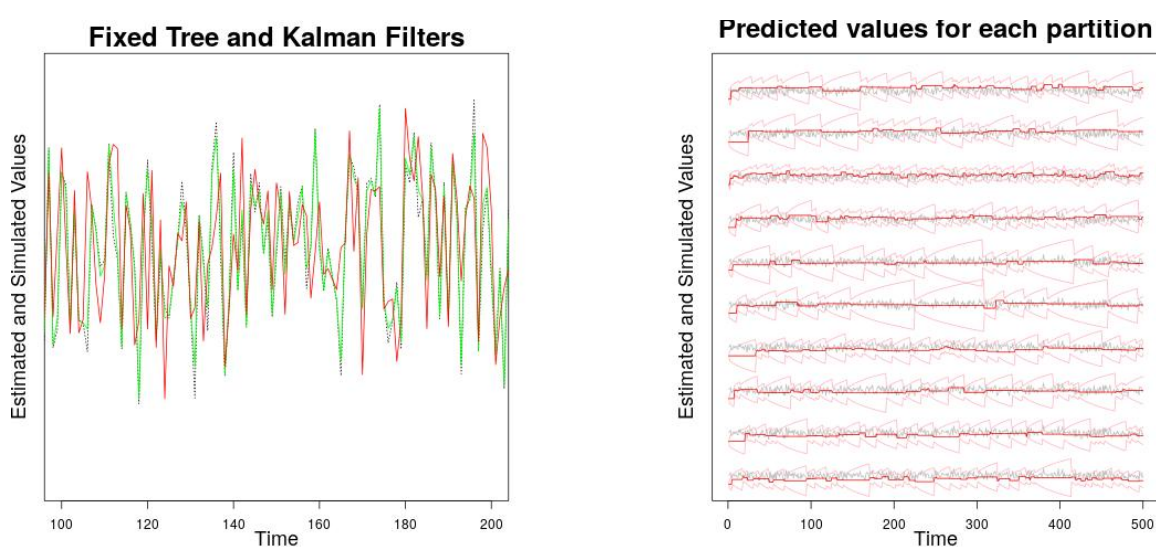 Fixed Tree and Kalman Filters
Estimated and Simulated Values
100 120 140 160 180 200
Time
Predicted values for each partition
Estimated and Simulated Values
0 100 200 300 400 500
Time